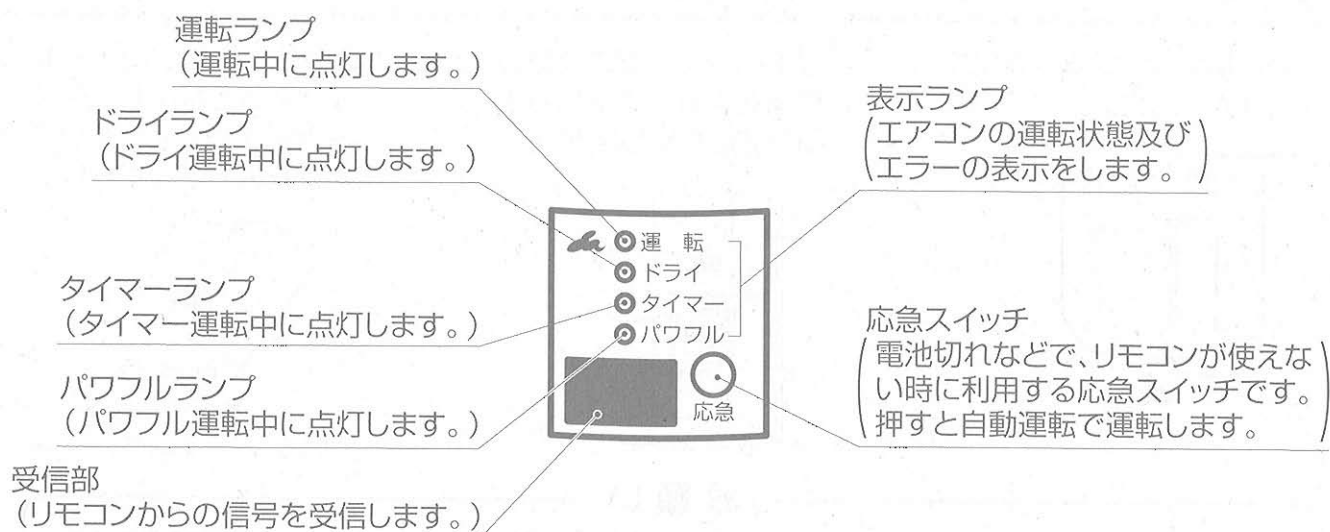 運転ランプ
(運転中に点灯します。)
ドライランプ
(ドライ運転中に点灯します。)
タイマーランプ
(タイマー運転中に点灯します。)
パワフルランプ
(パワフル運転中に点灯します。)
受信部
(リモコンからの信号を受信します。)
運 転
ドライ
タイマー
パワフル
応急
表示ランプ
(エアコンの運転状態及び
エラーの表示をします。)
応急スイッチ
(電池切れなどで、リモコンが使えな
い時に利用する応急スイッチです。
押すと自動運転で運転します。)